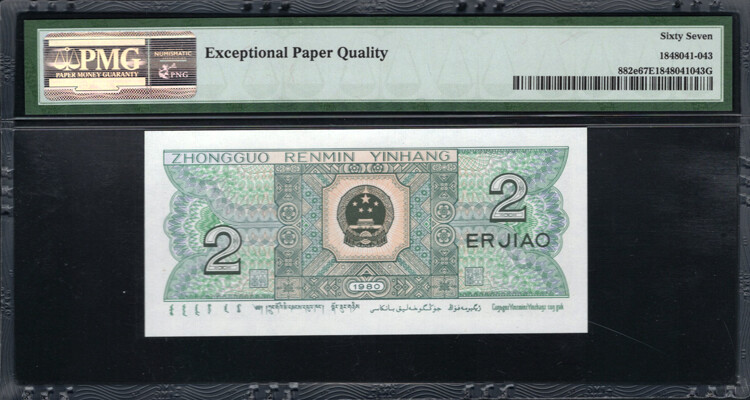 PMG
PAPER MONEY GUARANTY
NUMISMATIC
PNG
Exceptional Paper Quality
Sixty Seven
1848041-043
882e67E1848041043G
ZHONGGUO RENMIN YINHANG
2
2
ERJIAO
1980